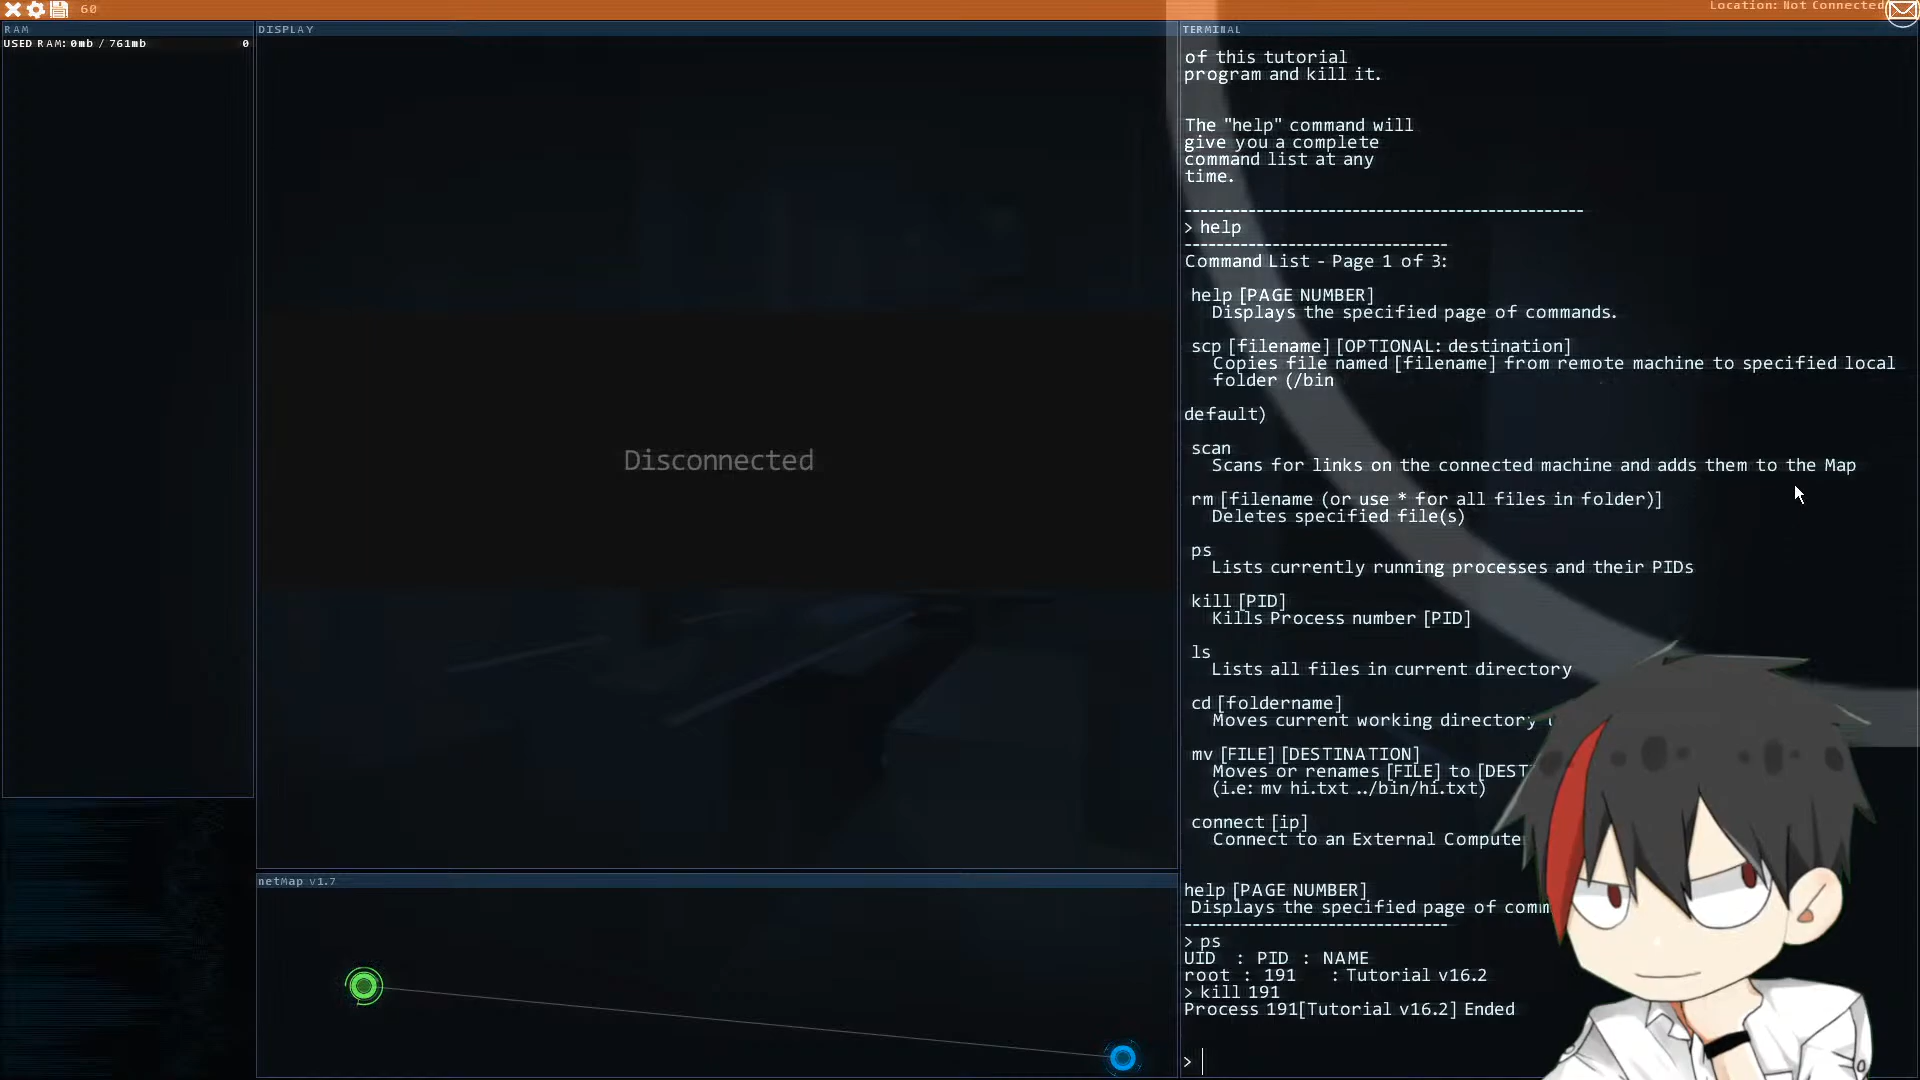 60
Location: Not Connected
RAM
USED RAM: 0mb / 761mb 0
DISPLAY
Disconnected
netMap v1.7
TERMINAL
of this tutorial
program and kill it.
The "help" command will
give you a complete
command list at any
time.
--------------------------------------------------
> help
---------------------------------
Command List - Page 1 of 3:
help [PAGE NUMBER]
Displays the specified page of commands.
scp [filename] [OPTIONAL: destination]
Copies file named [filename] from remote machine to specified local
folder (/bin
default)
scan
Scans for links on the connected machine and adds them to the Map
rm [filename (or use * for all files in folder)]
Deletes specified file(s)
ps
Lists currently running processes and their PIDs
kill [PID]
Kills Process number [PID]
ls
Lists all files in current directory
cd [foldername]
Moves current working directory
mv [FILE] [DESTINATION]
Moves or renames [FILE] to [DEST
(i.e: mv hi.txt ../bin/hi.txt)
connect [ip]
Connect to an External Compute
help [PAGE NUMBER]
Displays the specified page of comm
---------------------------------
> ps
UID : PID : NAME
root : 191 : Tutorial v16.2
> kill 191
Process 191[Tutorial v16.2] Ended
>